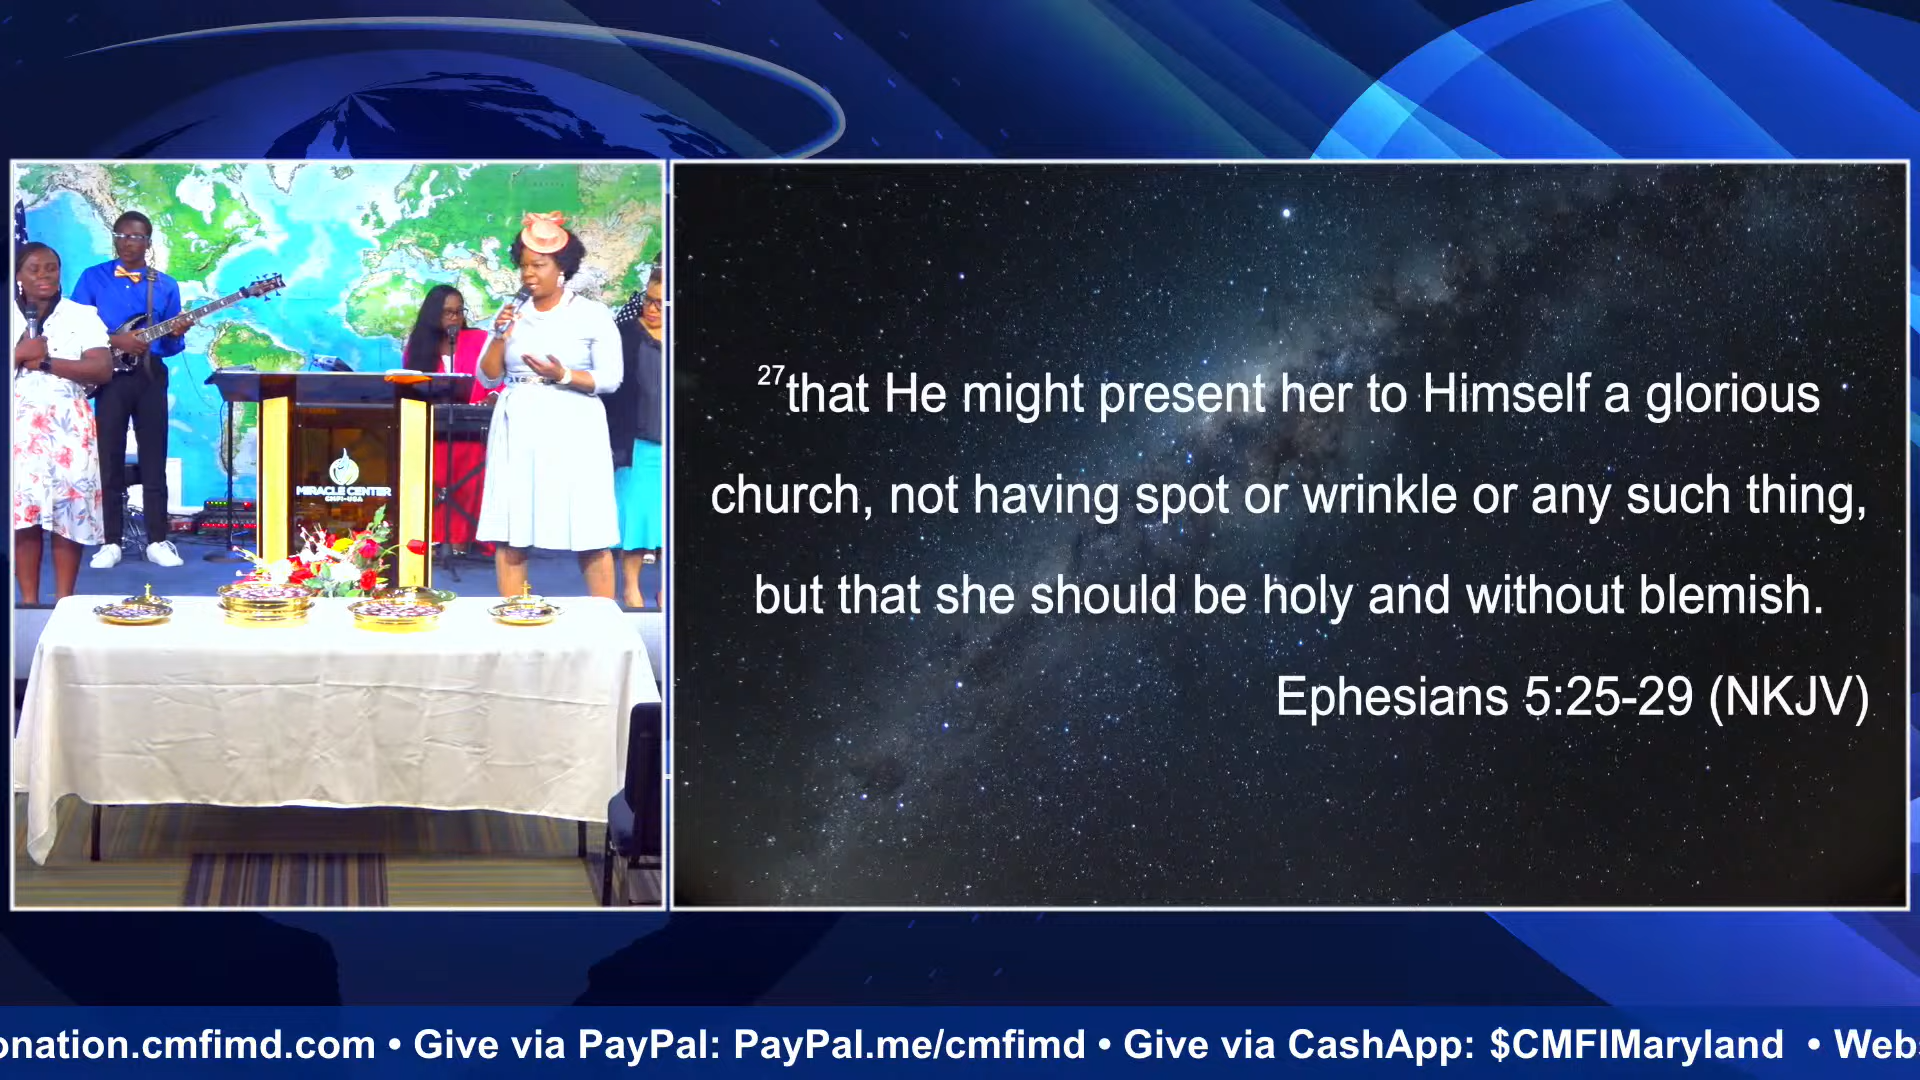 MIRACLE CENTER
CMFI-USA
27that He might present her to Himself a glorious
church, not having spot or wrinkle or any such thing,
but that she should be holy and without blemish.
Ephesians 5:25-29 (NKJV)
onation.cmfimd.com • Give via PayPal: PayPal.me/cmfimd • Give via CashApp: $CMFIMaryland • Web